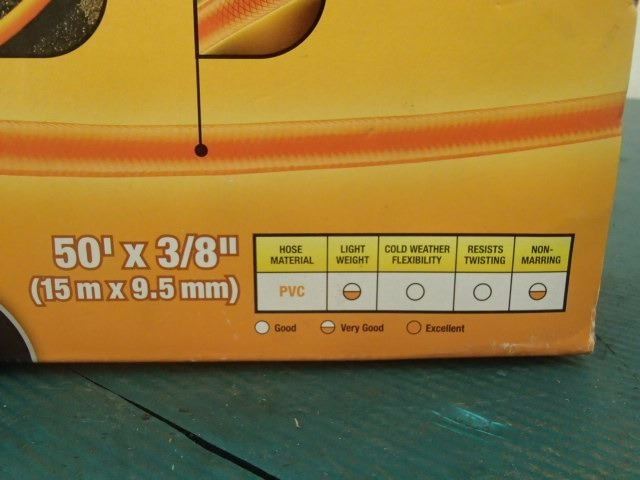 50' x 3/8"
(15 m x 9.5 mm)
HOSE MATERIAL LIGHT WEIGHT COLD WEATHER FLEXIBILITY RESISTS TWISTING NON-MARRING
PVC
Good Very Good Excellent